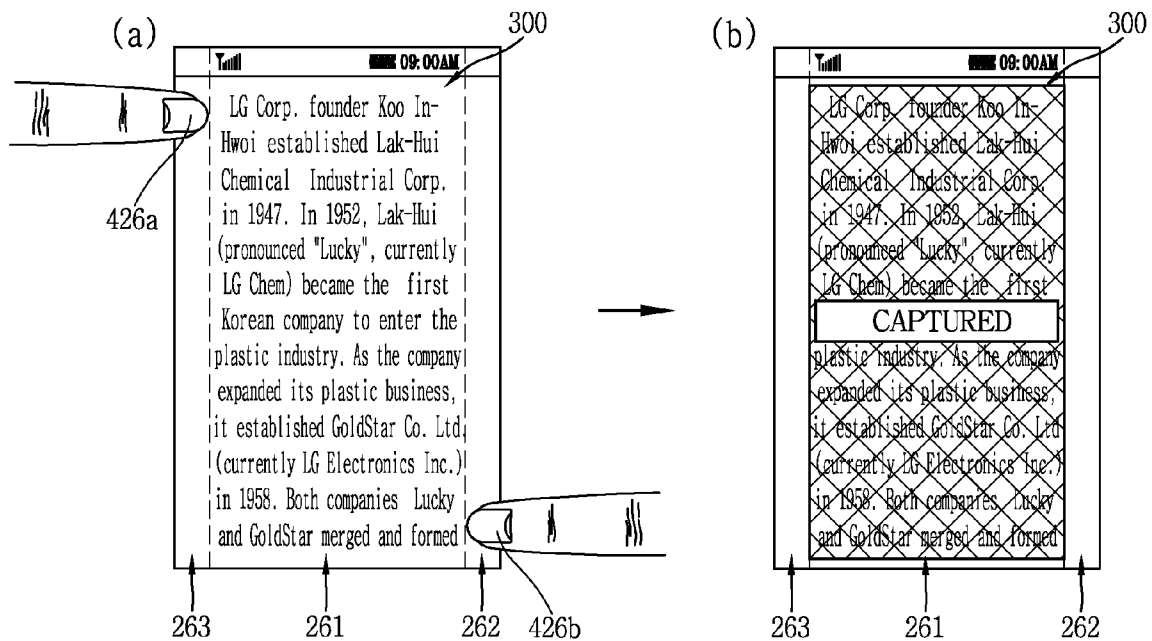 (a)
300
09:00AM
LG Corp. founder Koo In-
Hwoi established Lak-Hui
Chemical Industrial Corp.
in 1947. In 1952, Lak-Hui
(pronounced "Lucky", currently
LG Chem) became the first
Korean company to enter the
plastic industry. As the company
expanded its plastic business,
it established GoldStar Co. Ltd.
(currently LG Electronics Inc.)
in 1958. Both companies Lucky
and GoldStar merged and formed
426a
263
261
262
426b
(b)
300
09:00AM
LG Corp. founder Koo In-
Hwoi established Lak-Hui
Chemical Industrial Corp.
in 1947. In 1952, Lak-Hui
(pronounced "Lucky", currently
LG Chem) became the first
CAPTURED
plastic industry. As the company
expanded its plastic business,
it established GoldStar Co. Ltd
(currently LG Electronics Inc.)
in 1958. Both companies Lucky
and GoldStar merged and formed
263
261
262